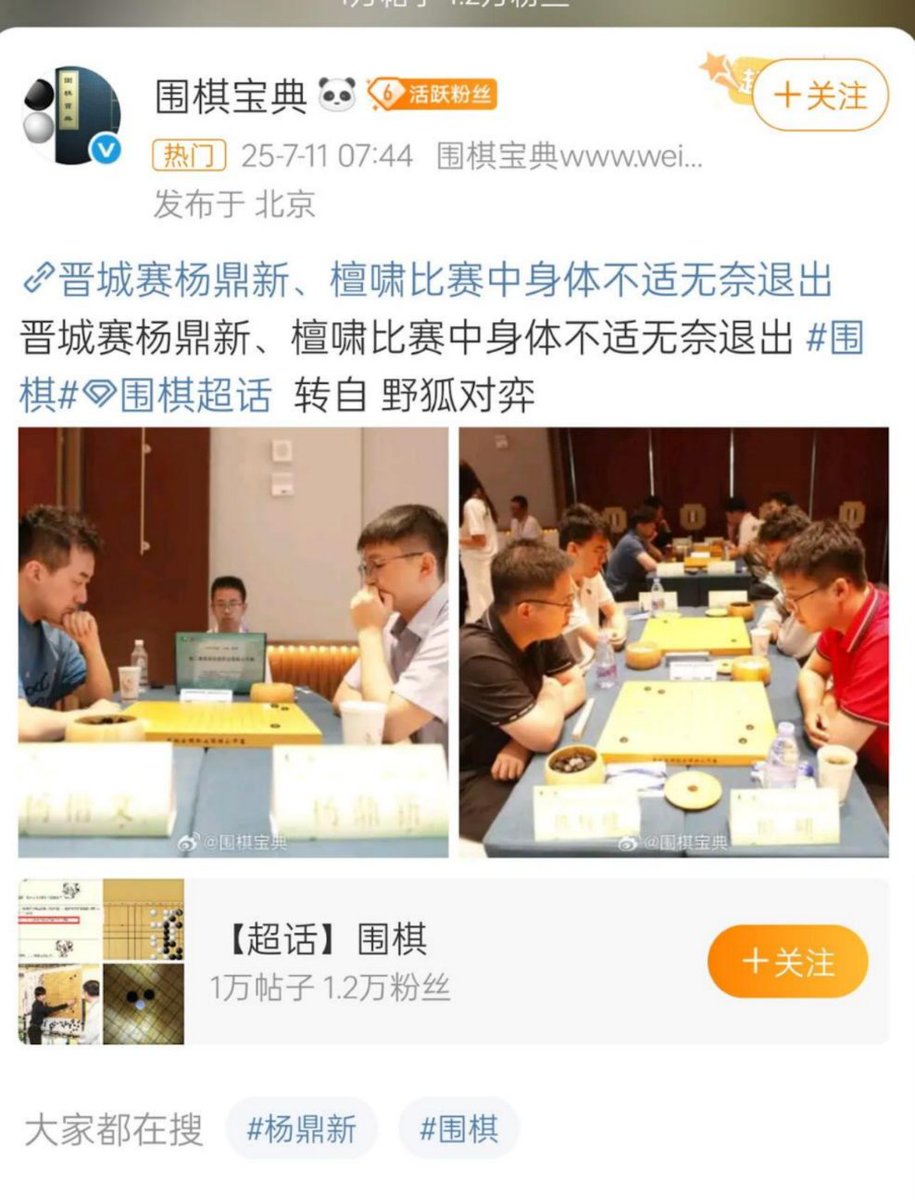 1万帖子 1.2万粉丝
围棋宝典
6 活跃粉丝
超
+关注
热门 25-7-11 07:44 围棋宝典www.wei...
发布于 北京
晋城赛杨鼎新、檀啸比赛中身体不适无奈退出
晋城赛杨鼎新、檀啸比赛中身体不适无奈退出 #围
棋#围棋超话 转自 野狐对弈
@围棋宝典
@围棋宝典
【超话】围棋
1万帖子 1.2万粉丝
+关注
大家都在搜 #杨鼎新 #围棋